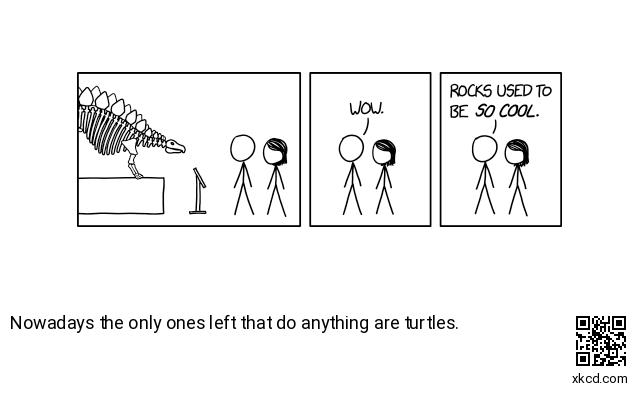 WOW.
ROCKS USED TO
BE SO COOL.
Nowadays the only ones left that do anything are turtles.
xkcd.com